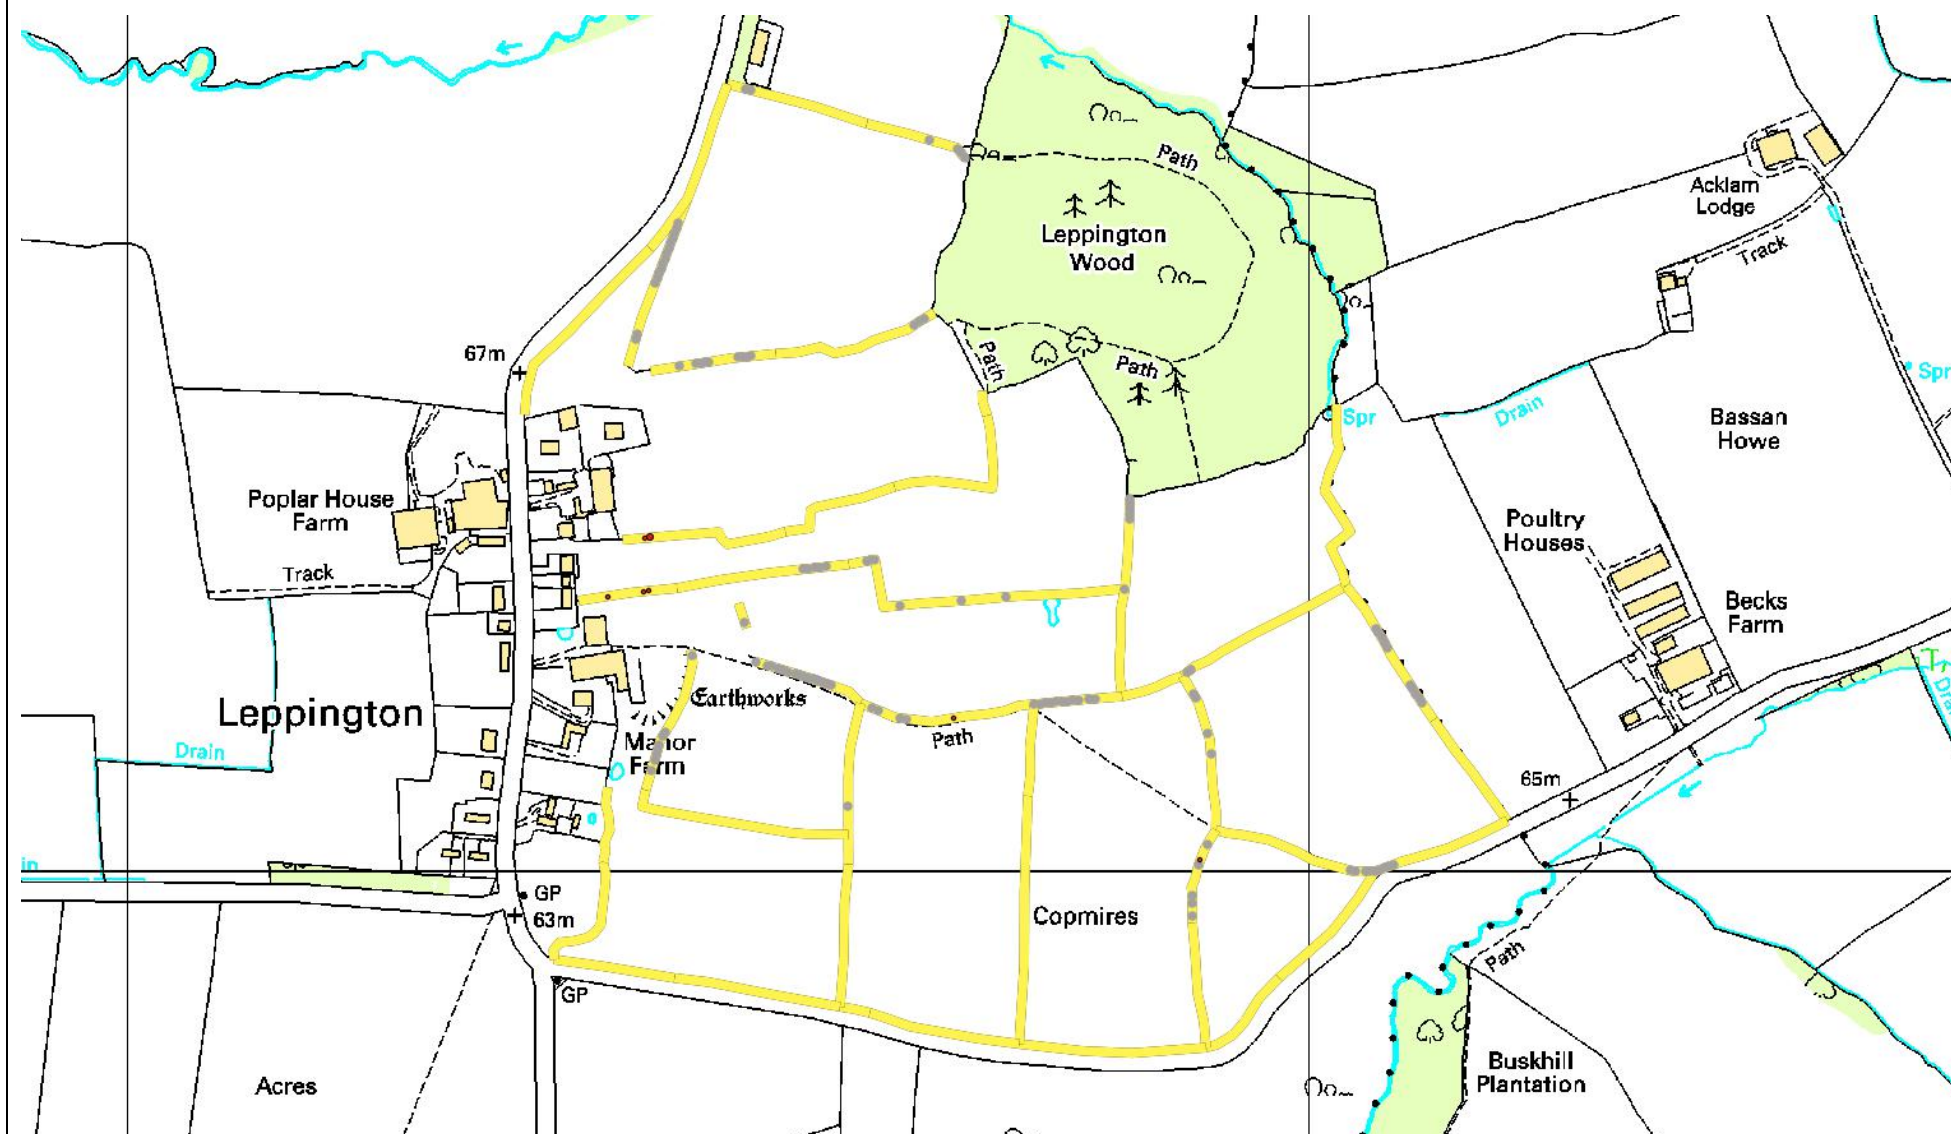 Path
Acklam
Lodge
Leppington
Wood
Track
67m
Path
Path
Spr
Spr
Drain
Bassan
Howe
Poplar House
Farm
Poultry
Houses
Track
Becks
Farm
Earthworks
Leppington
Manor
Farm
Path
Drain
65m
in
GP
63m
Copmires
Path
GP
Acres
Buskhill
Plantation